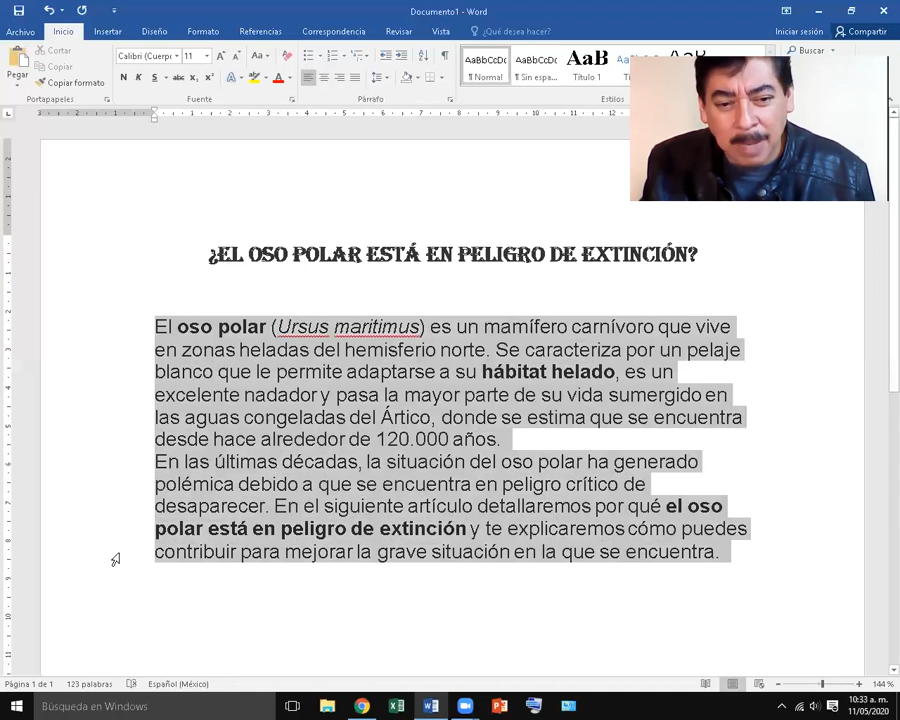 Documento1 - Word
Archivo Inicio Insertar Diseño Formato Referencias Correspondencia Revisar Vista ¿Qué desea hacer? Iniciar sesión Compartir
Pegar
Cortar
Copiar
Copiar formato
Portapapeles
Calibri (Cuerpo 11
N K S
Fuente
Párrafo
AaBbCcDc AaBbCcDc AaB
¶ Normal ¶ Sin espa... Título 1
Estilos
Buscar
¿EL OSO POLAR ESTÁ EN PELIGRO DE EXTINCIÓN?
El oso polar (Ursus maritimus) es un mamífero carnívoro que vive
en zonas heladas del hemisferio norte. Se caracteriza por un pelaje
blanco que le permite adaptarse a su hábitat helado, es un
excelente nadador y pasa la mayor parte de su vida sumergido en
las aguas congeladas del Ártico, donde se estima que se encuentra
desde hace alrededor de 120.000 años.
En las últimas décadas, la situación del oso polar ha generado
polémica debido a que se encuentra en peligro crítico de
desaparecer. En el siguiente artículo detallaremos por qué el oso
polar está en peligro de extinción y te explicaremos cómo puedes
contribuir para mejorar la grave situación en la que se encuentra.
Página 1 de 1 123 palabras Español (México) 144 %
Búsqueda en Windows
10:33 a. m.
11/05/2020